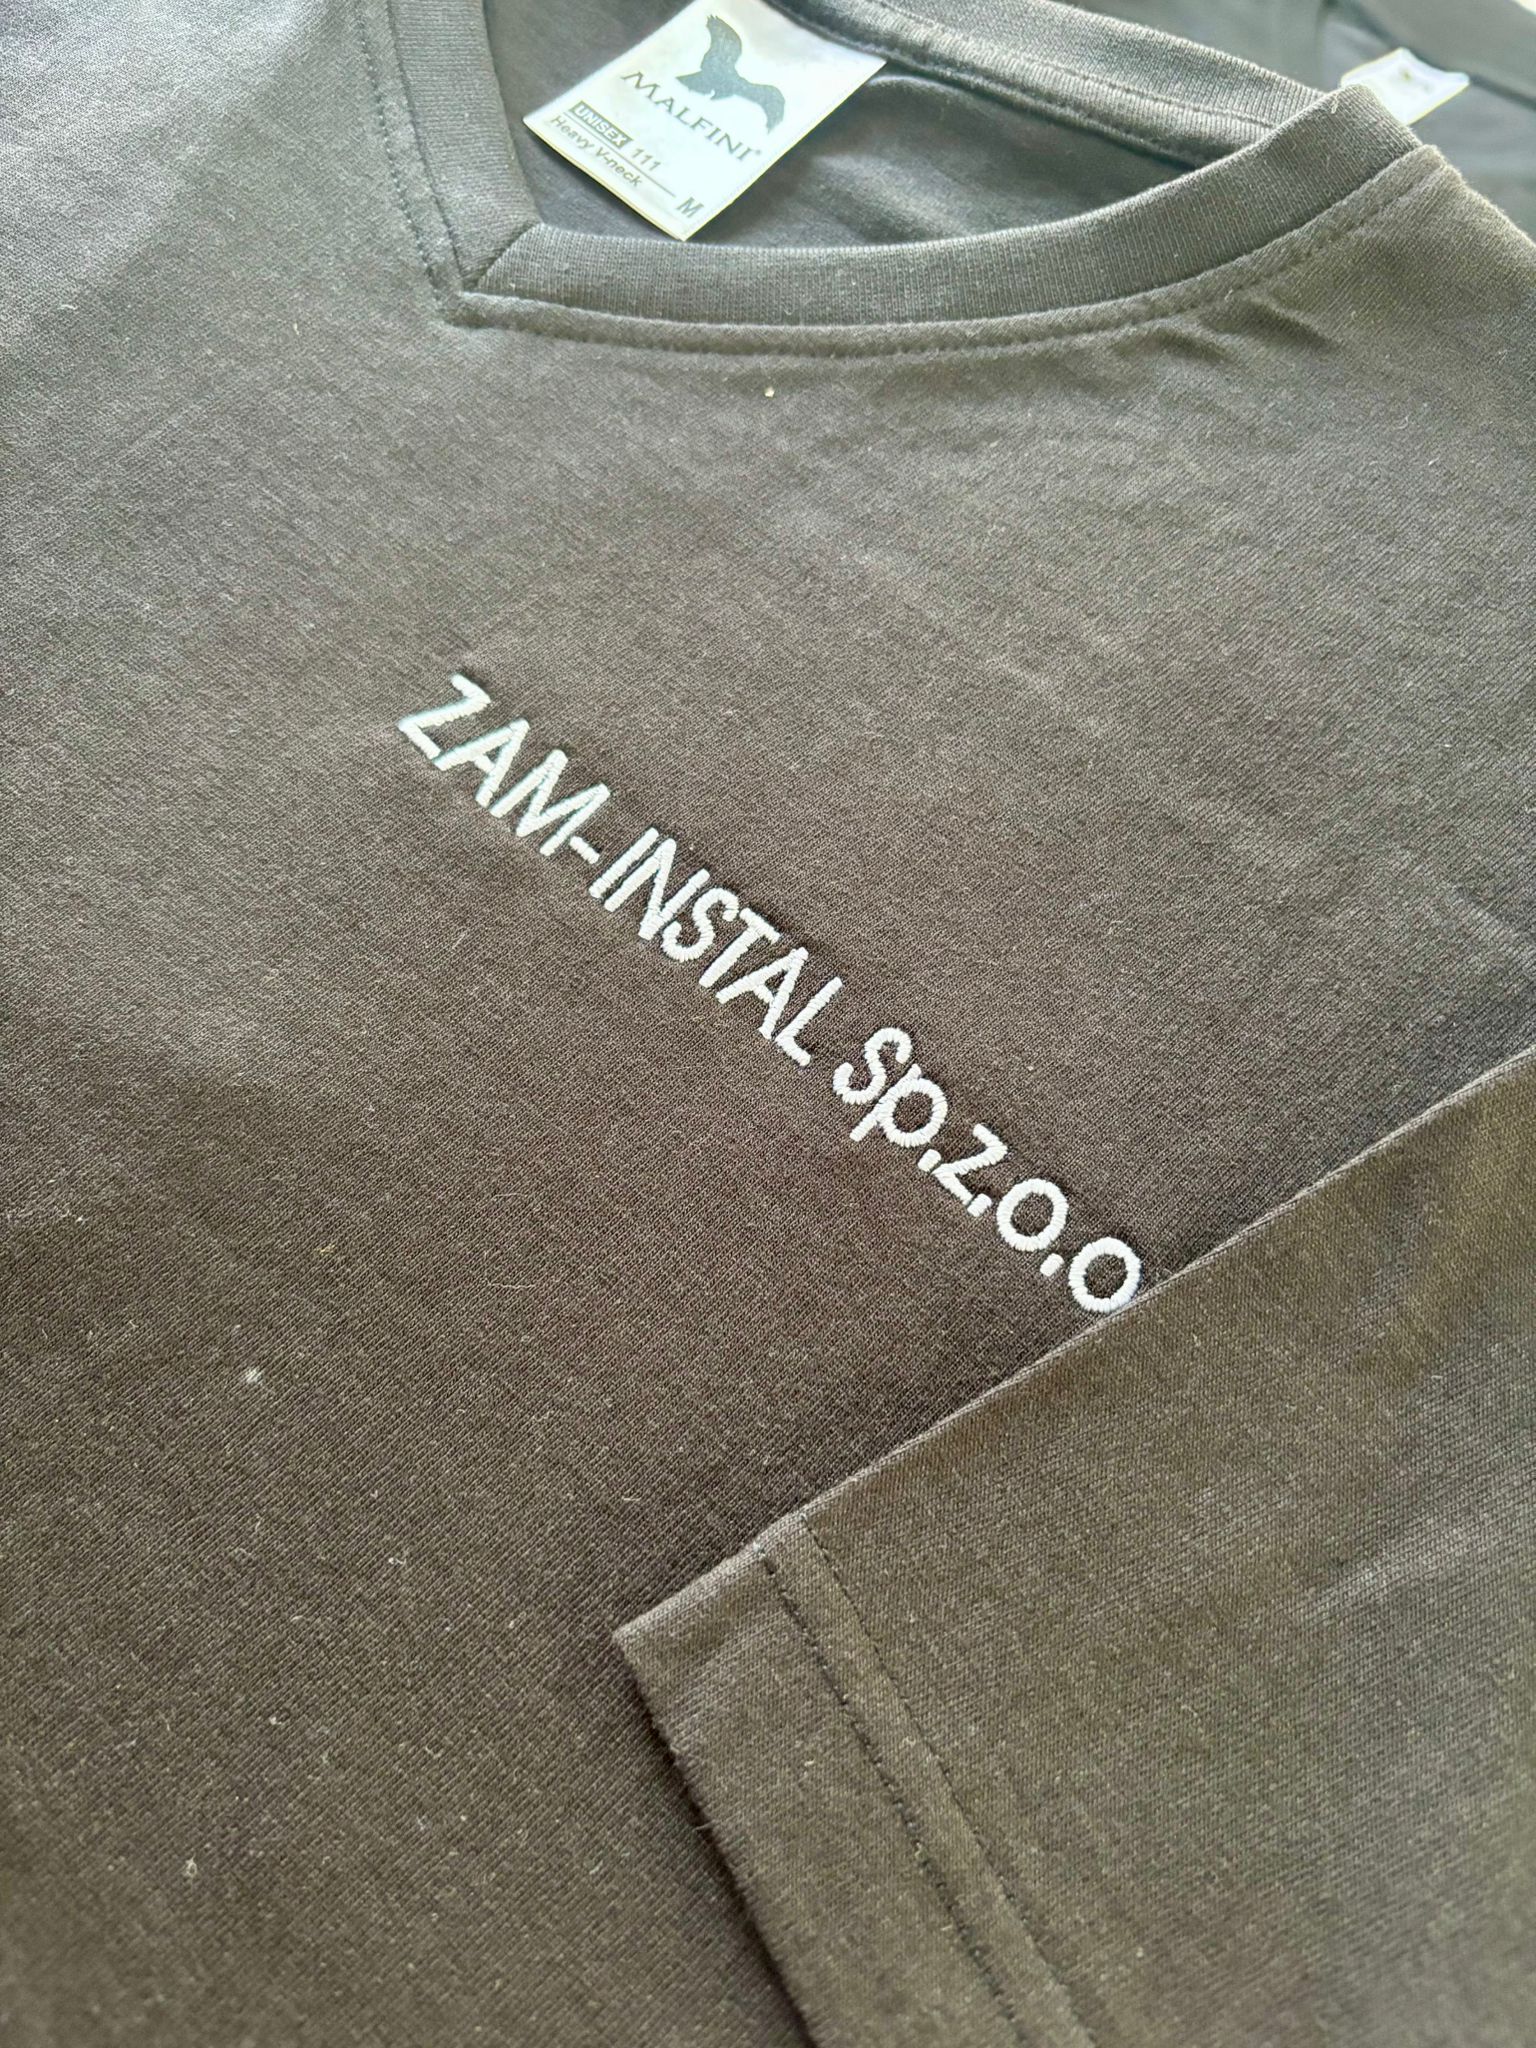 MALFINI®
UNISEX 111
Heavy V-neck
M
ZAM-INSTAL Sp.z.o.o